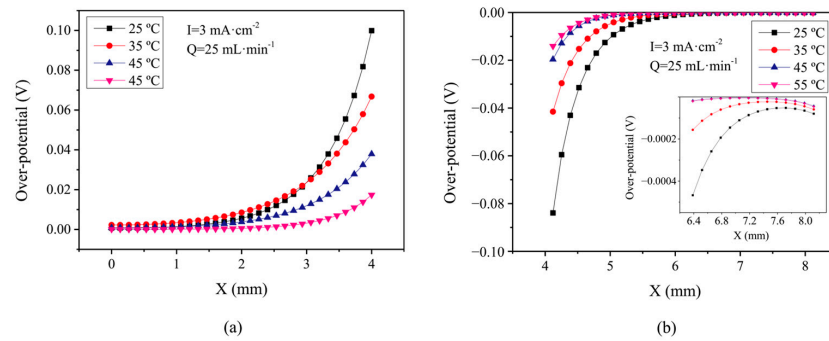 (a)
0.10
0.08
0.06
0.04
0.02
0.00
Over-potential (V)
25 ºC
35 ºC
45 ºC
45 ºC
I=3 mA·cm⁻²
Q=25 mL·min⁻¹
0 1 2 3 4
X (mm)
(a)
(b)
0.00
−0.02
−0.04
−0.06
−0.08
−0.10
Over-potential (V)
I=3 mA·cm⁻²
Q=25 mL·min⁻¹
25 ºC
35 ºC
45 ºC
55 ºC
−0.0002
−0.0004
Over-potential (V)
6.4 6.8 7.2 7.6 8.0
X (mm)
4 5 6 7 8
X (mm)
(b)